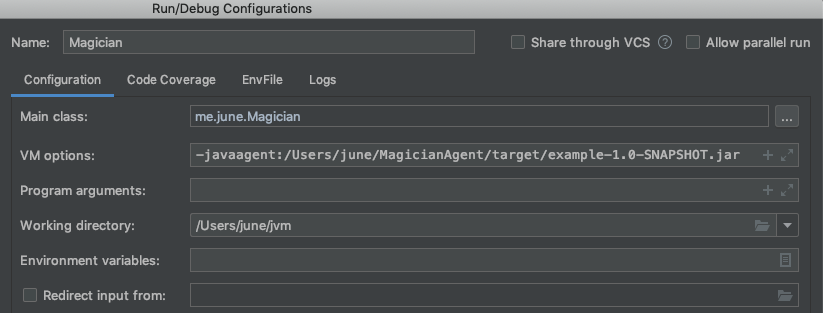 Run/Debug Configurations
Name: Magician Share through VCS ? Allow parallel run
Configuration Code Coverage EnvFile Logs
Main class: me.june.Magician ...
VM options: -javaagent:/Users/june/MagicianAgent/target/example-1.0-SNAPSHOT.jar
Program arguments:
Working directory: /Users/june/jvm
Environment variables:
Redirect input from: